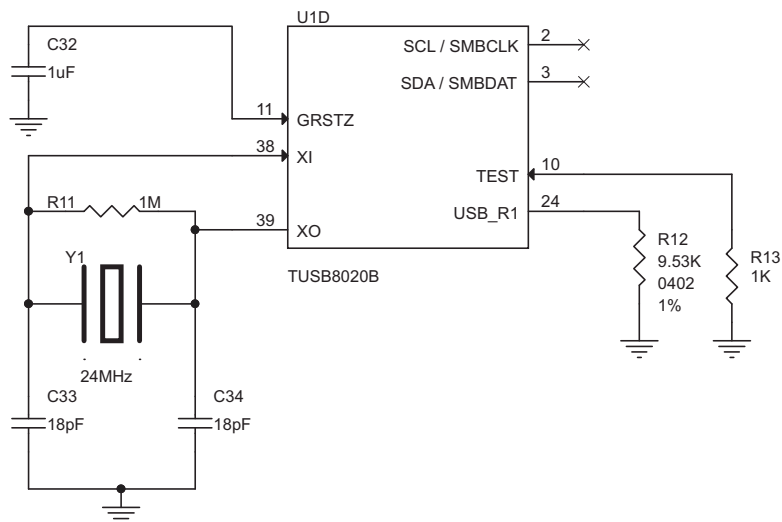 U1D
C32
1uF
SCL / SMBCLK
2
SDA / SMBDAT
3
11
GRSTZ
38
XI
TEST
10
R11
1M
39
XO
USB_R1
24
Y1
TUSB8020B
R12
9.53K
0402
1%
R13
1K
24MHz
C33
18pF
C34
18pF